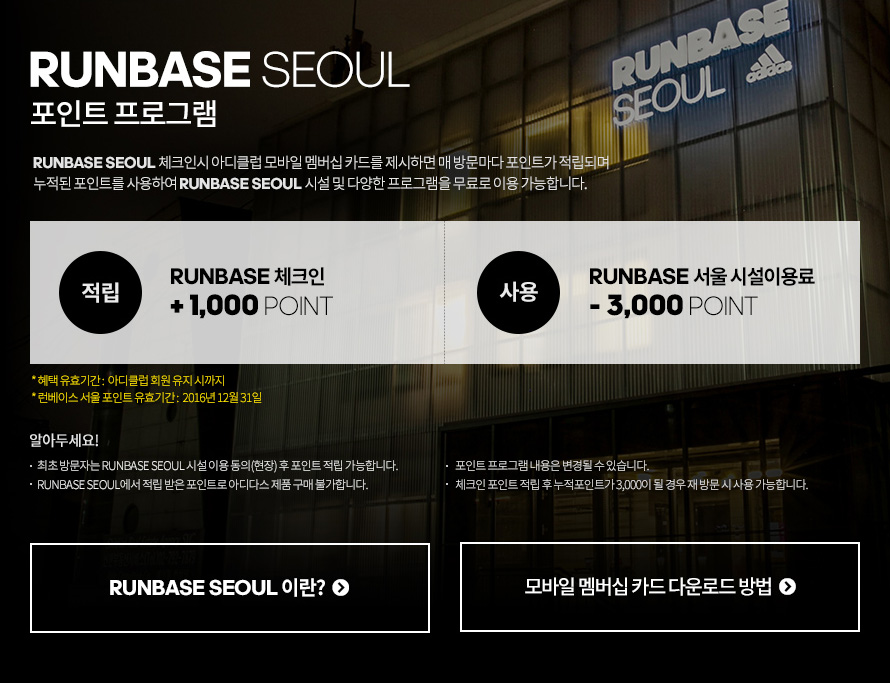 RUNBASE SEOUL
포인트 프로그램
RUNBASE SEOUL adidas
RUNBASE SEOUL 체크인시 아디클럽 모바일 멤버십 카드를 제시하면 매 방문마다 포인트가 적립되며
누적된 포인트를 사용하여 RUNBASE SEOUL 시설 및 다양한 프로그램을 무료로 이용 가능합니다.
적립
RUNBASE 체크인
+ 1,000 POINT
사용
RUNBASE 서울 시설이용료
- 3,000 POINT
* 혜택 유효기간 : 아디클럽 회원 유지 시까지
* 런베이스 서울 포인트 유효기간 : 2016년 12월 31일
알아두세요!
· 최초 방문자는 RUNBASE SEOUL 시설 이용 동의(현장) 후 포인트 적립 가능합니다.
· RUNBASE SEOUL에서 적립 받은 포인트로 아디다스 제품 구매 불가합니다.
· 포인트 프로그램 내용은 변경될 수 있습니다.
· 체크인 포인트 적립 후 누적포인트가 3,000이 될 경우 재 방문 시 사용 가능합니다.
RUNBASE SEOUL 이란?
모바일 멤버십 카드 다운로드 방법